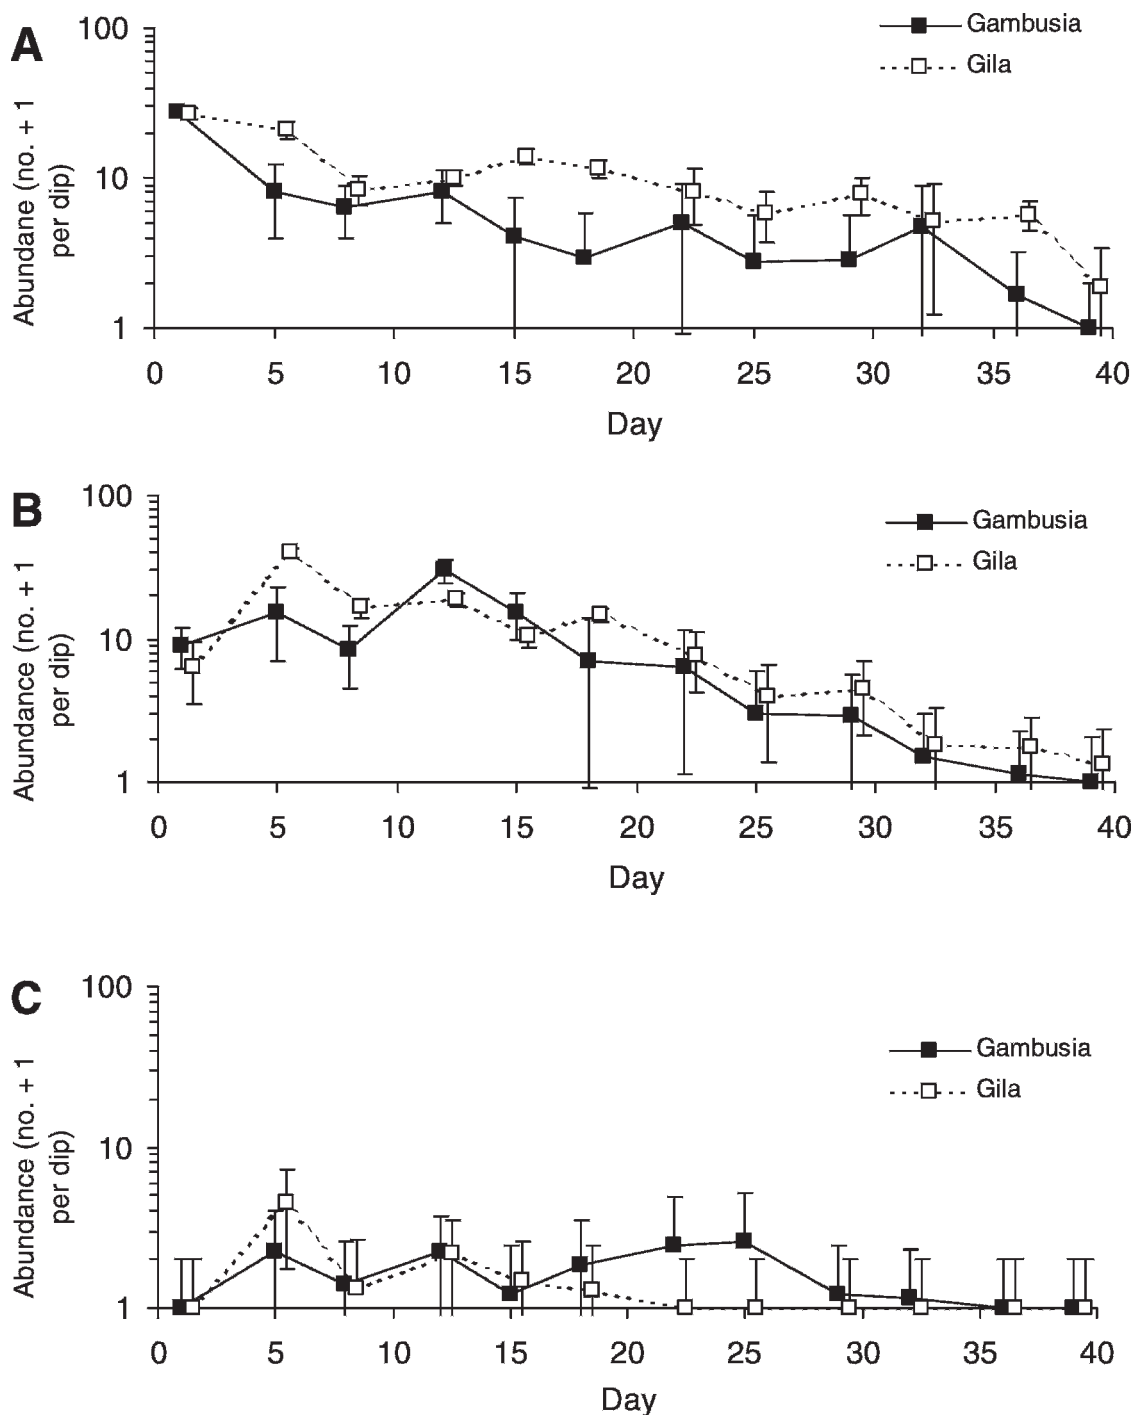 A
100
10
1
Abundane (no. + 1
per dip)
Gambusia
Gila
0 5 10 15 20 25 30 35 40
Day
B
100
10
1
Abundance (no. + 1
per dip)
Gambusia
Gila
0 5 10 15 20 25 30 35 40
Day
C
100
10
1
Abundance (no. + 1
per dip)
Gambusia
Gila
0 5 10 15 20 25 30 35 40
Day